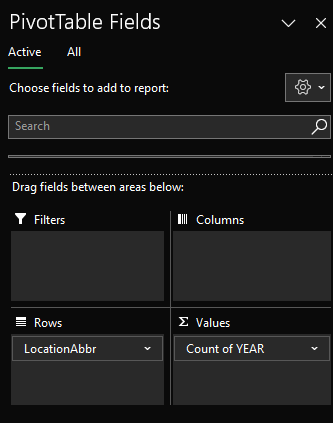 PivotTable Fields
Active All
Choose fields to add to report:
Search
Drag fields between areas below:
Filters
Columns
Rows
Σ Values
LocationAbbr
Count of YEAR